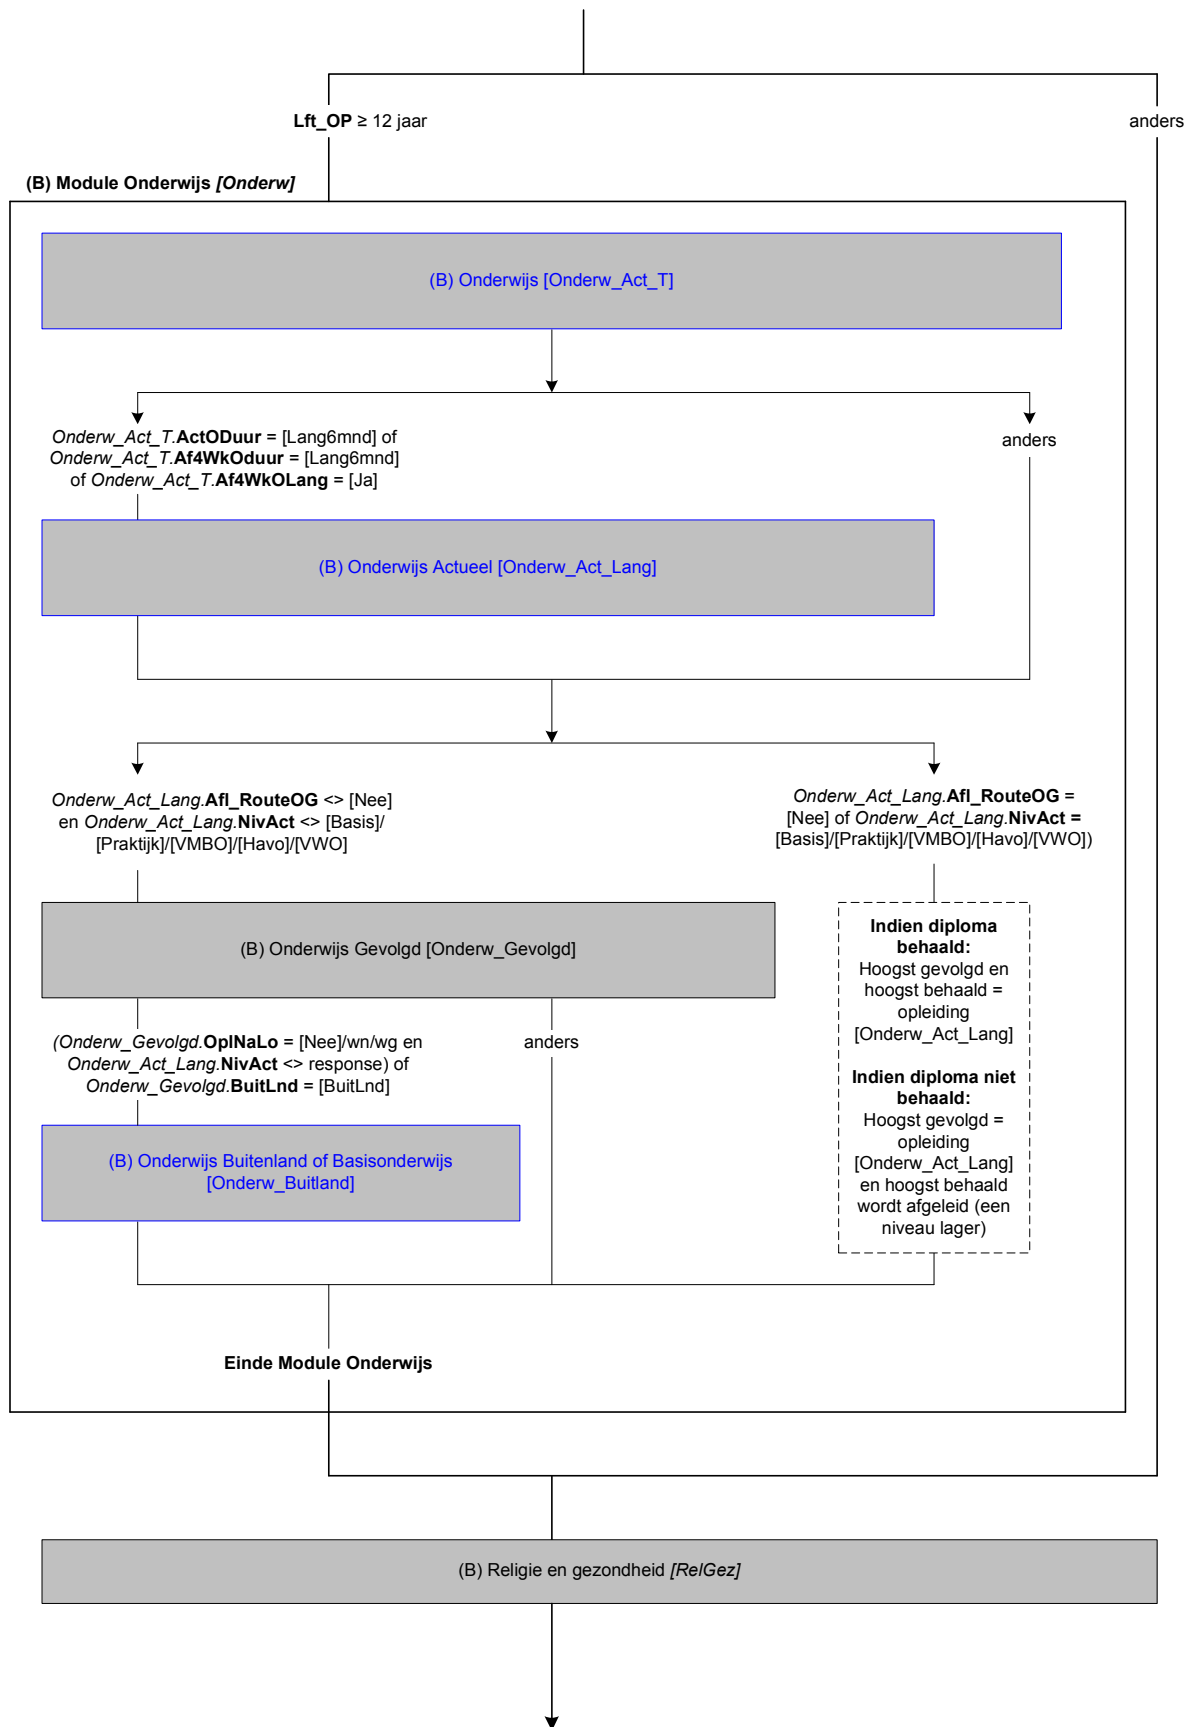 Lft_OP ≥ 12 jaar
anders
(B) Module Onderwijs [Onderw]
(B) Onderwijs [Onderw_Act_T]
Onderw_Act_T.ActODuur = [Lang6mnd] of
Onderw_Act_T.Af4WkOduur = [Lang6mnd]
of Onderw_Act_T.Af4WkOLang = [Ja]
anders
(B) Onderwijs Actueel [Onderw_Act_Lang]
Onderw_Act_Lang.Afl_RouteOG <> [Nee]
en Onderw_Act_Lang.NivAct <> [Basis]/
[Praktijk]/[VMBO]/[Havo]/[VWO]
Onderw_Act_Lang.Afl_RouteOG =
[Nee] of Onderw_Act_Lang.NivAct =
[Basis]/[Praktijk]/[VMBO]/[Havo]/[VWO])
(B) Onderwijs Gevolgd [Onderw_Gevolgd]
Indien diploma
behaald:
Hoogst gevolgd en
hoogst behaald =
opleiding
[Onderw_Act_Lang]
Indien diploma niet
behaald:
Hoogst gevolgd =
opleiding
[Onderw_Act_Lang]
en hoogst behaald
wordt afgeleid (een
niveau lager)
(Onderw_Gevolgd.OplNaLo = [Nee]/wn/wg en
Onderw_Act_Lang.NivAct <> response) of
Onderw_Gevolgd.BuitLnd = [BuitLnd]
anders
(B) Onderwijs Buitenland of Basisonderwijs
[Onderw_Buitland]
Einde Module Onderwijs
(B) Religie en gezondheid [RelGez]